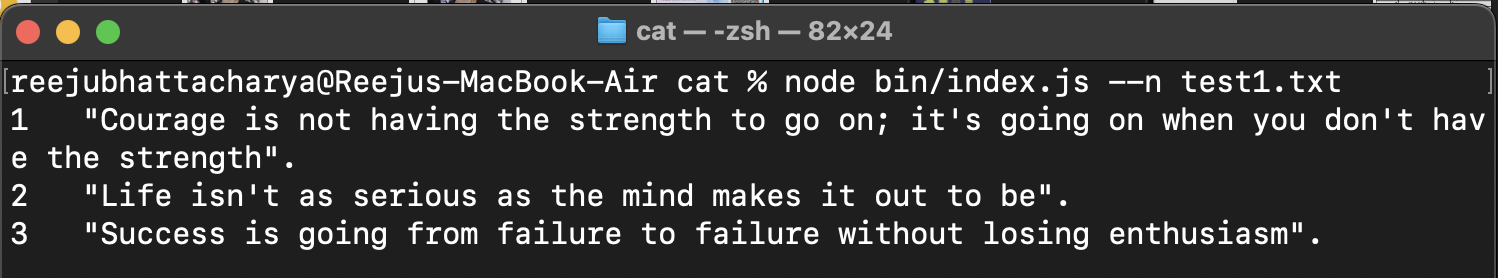 cat — -zsh — 82×24
[reejubhattacharya@Reejus-MacBook-Air cat % node bin/index.js --n test1.txt ]
1   "Courage is not having the strength to go on; it's going on when you don't hav
e the strength".
2   "Life isn't as serious as the mind makes it out to be".
3   "Success is going from failure to failure without losing enthusiasm".